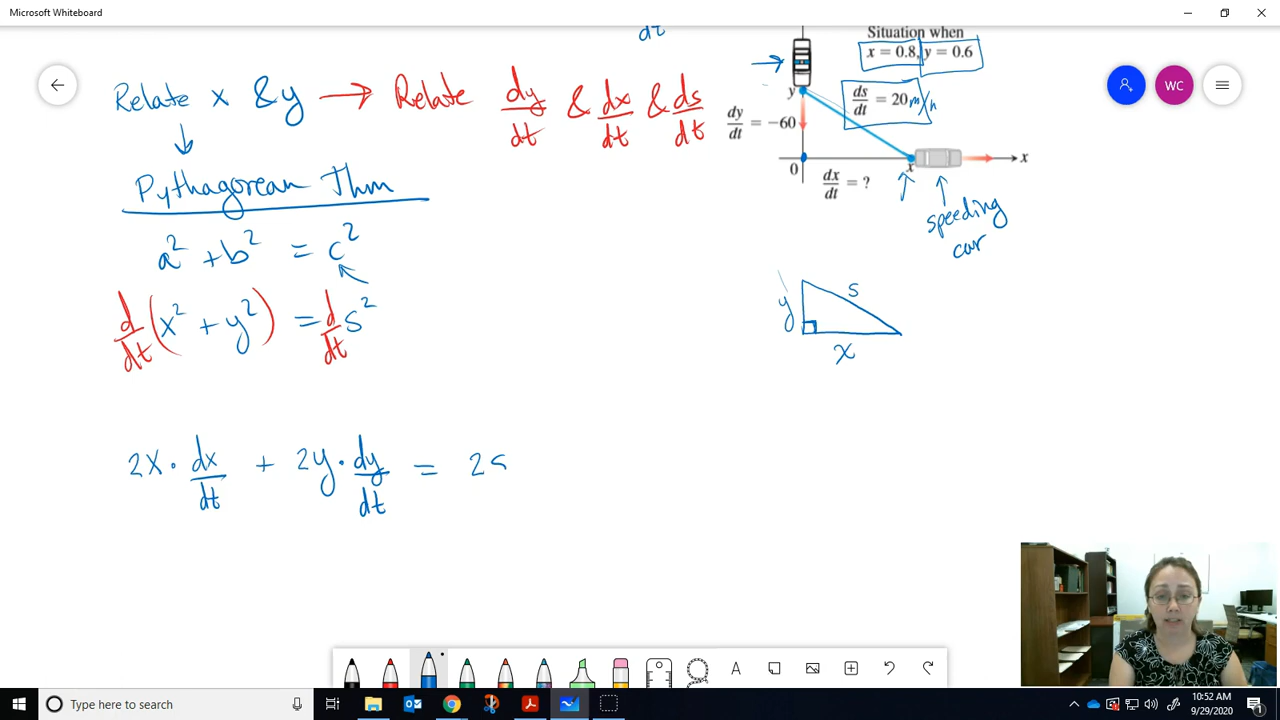 Microsoft Whiteboard
dt
Situation when
x = 0.8, y = 0.6
Relate x & y → Relate dy/dt & dx/dt & ds/dt
WC
y
ds/dt = 20 m/h
dy/dt = −60
0
x
x
dx/dt = ?
speeding
car
Pythagorean Thm
a² + b² = c²
d/dt (x² + y²) = d/dt s²
y
s
x
2x · dx/dt + 2y · dy/dt = 2s
A
Type here to search
10:52 AM
9/29/2020
1